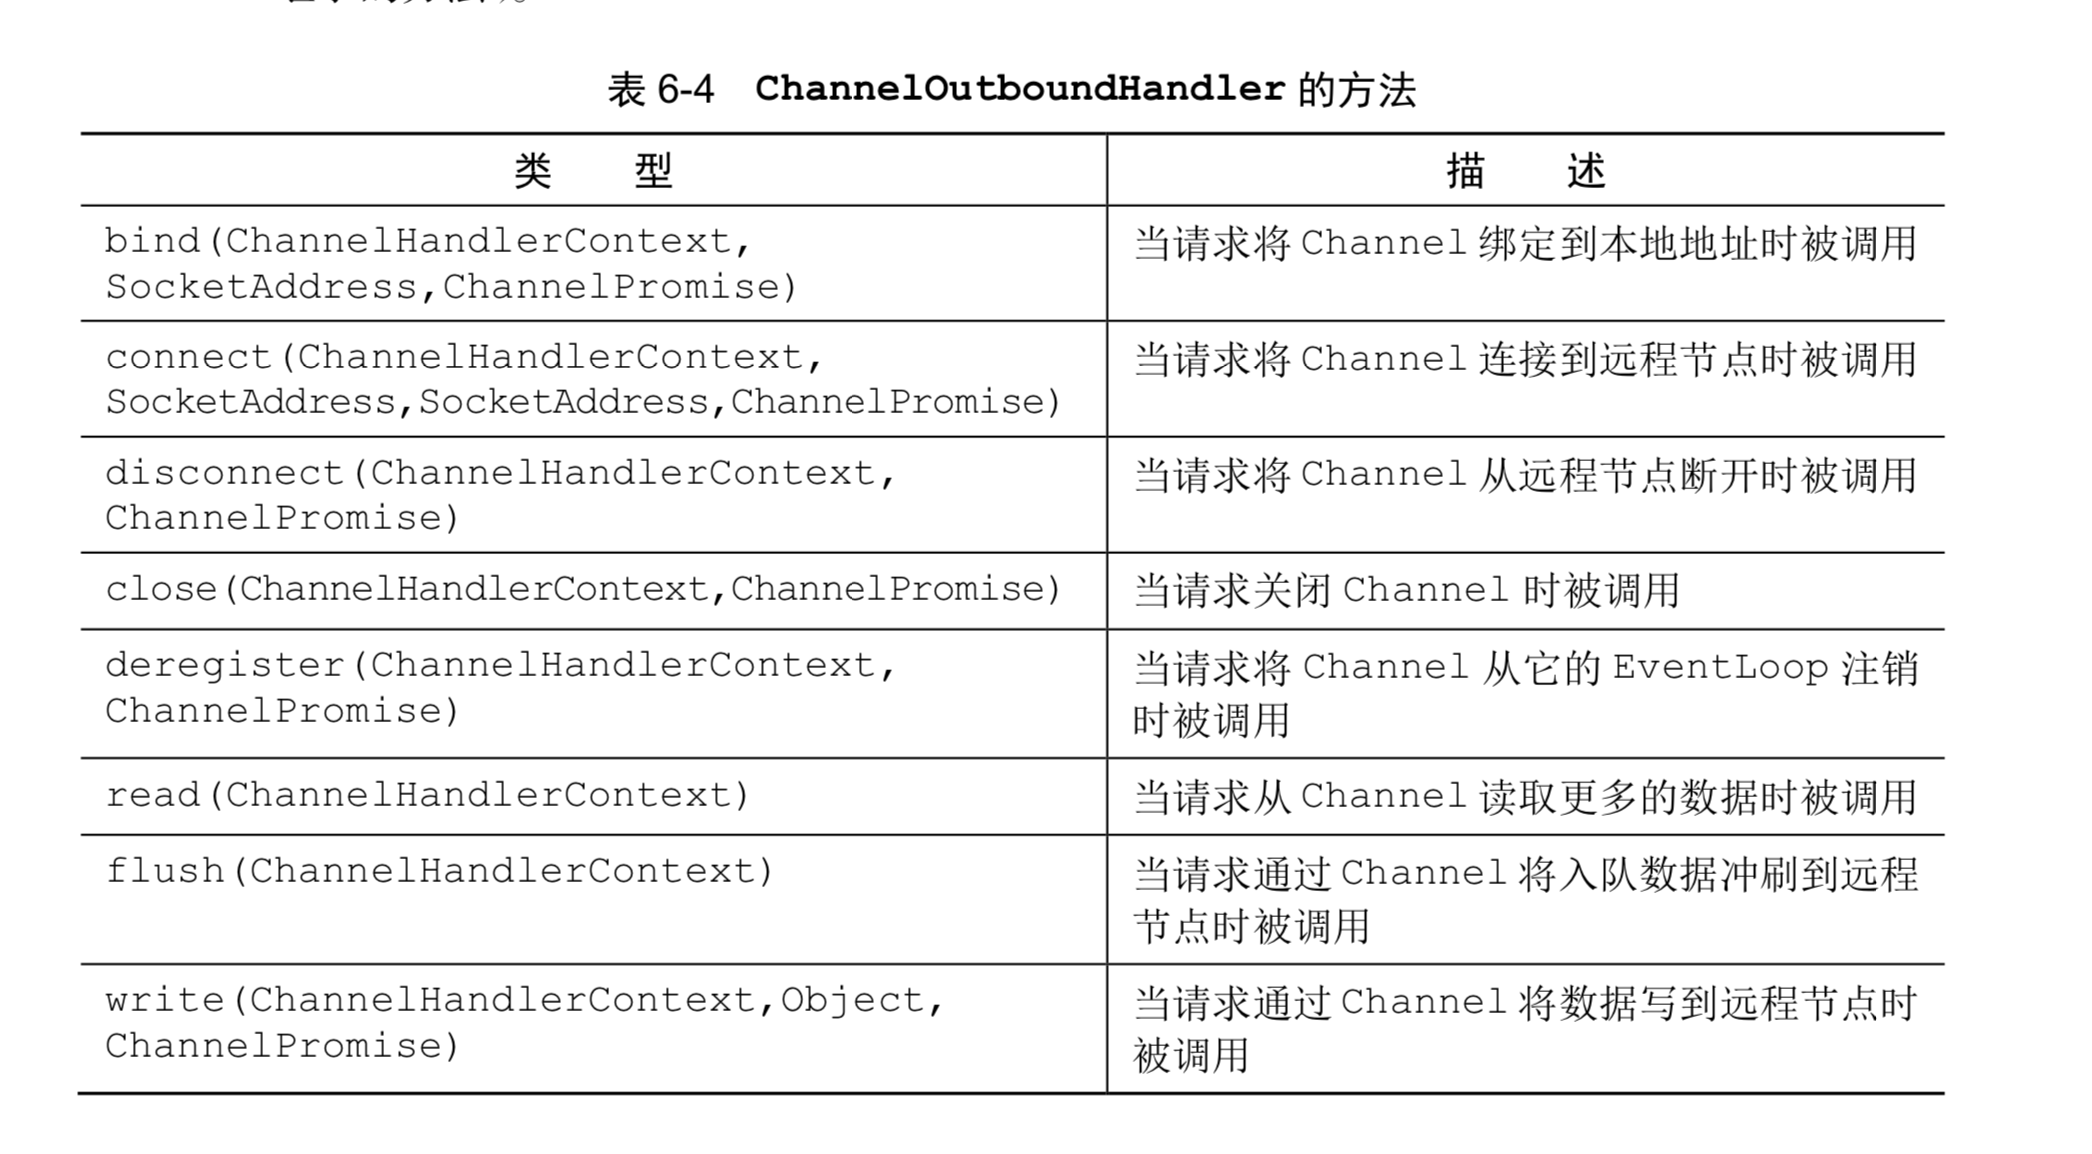 表 6-4 ChannelOutboundHandler 的方法
类 型 描 述
bind(ChannelHandlerContext,
SocketAddress,ChannelPromise)
当请求将 Channel 绑定到本地地址时被调用
connect(ChannelHandlerContext,
SocketAddress,SocketAddress,ChannelPromise)
当请求将 Channel 连接到远程节点时被调用
disconnect(ChannelHandlerContext,
ChannelPromise)
当请求将 Channel 从远程节点断开时被调用
close(ChannelHandlerContext,ChannelPromise)
当请求关闭 Channel 时被调用
deregister(ChannelHandlerContext,
ChannelPromise)
当请求将 Channel 从它的 EventLoop 注销
时被调用
read(ChannelHandlerContext)
当请求从 Channel 读取更多的数据时被调用
flush(ChannelHandlerContext)
当请求通过 Channel 将入队数据冲刷到远程
节点时被调用
write(ChannelHandlerContext,Object,
ChannelPromise)
当请求通过 Channel 将数据写到远程节点时
被调用